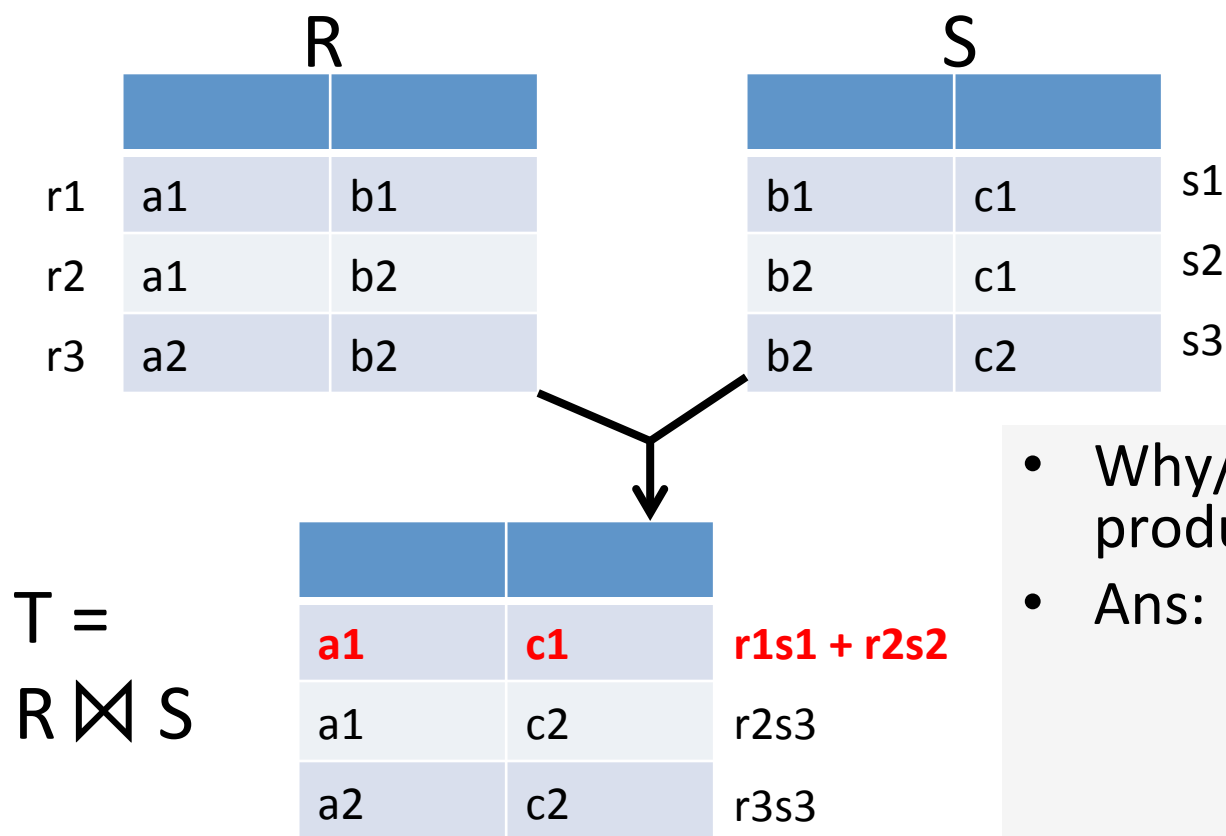 R S
r1 a1 b1 b1 c1 s1
r2 a1 b2 b2 c1 s2
r3 a2 b2 b2 c2 s3
• Why/
• Ans:
T =
R ⋈ S
a1 c1 r1s1 + r2s2
a1 c2 r2s3
a2 c2 r3s3